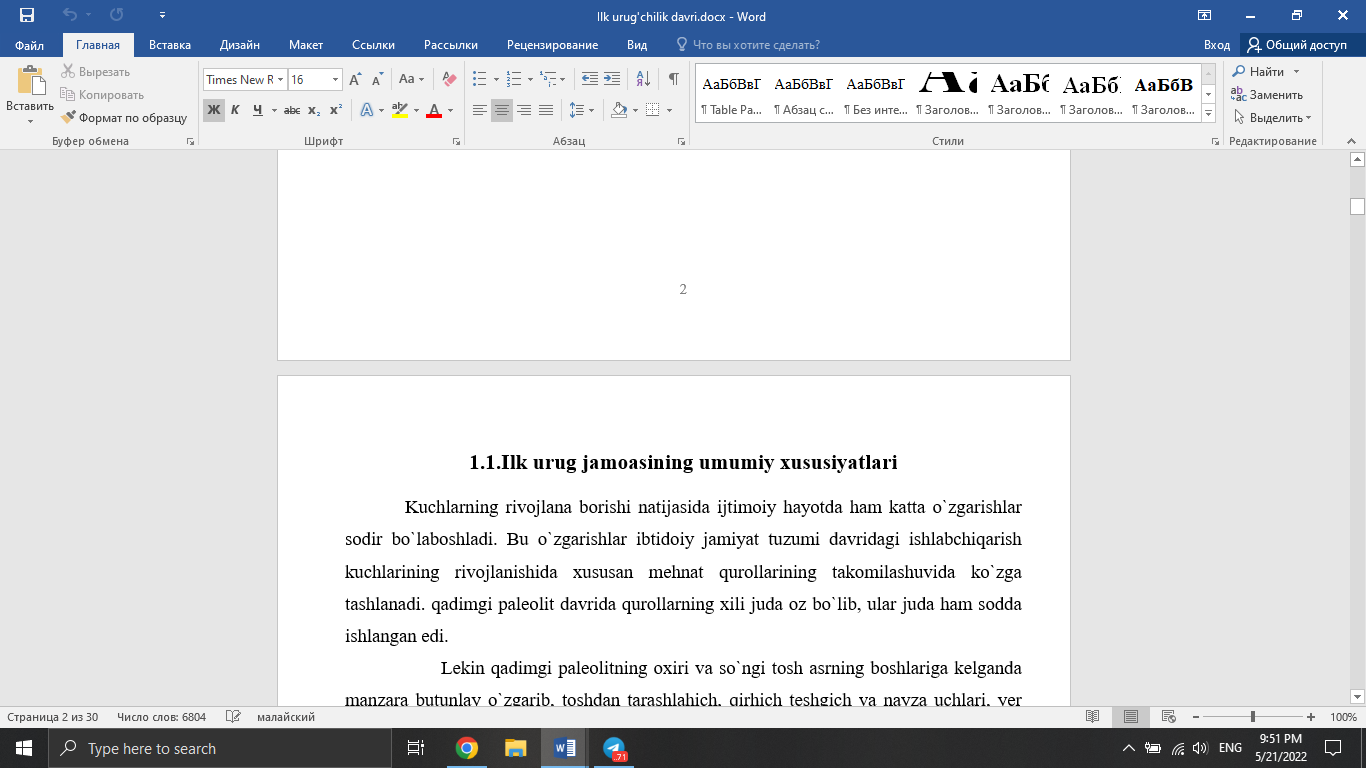 Ilk urug'chilik davri.docx - Word
Файл Главная Вставка Дизайн Макет Ссылки Рассылки Рецензирование Вид Что вы хотите сделать? Вход Общий доступ
Вставить
Вырезать
Копировать
Формат по образцу
Буфер обмена
Times New R 16
Aa
Ж К Ч abc x₂ x²
Шрифт
Абзац
АаБбВвГ АаБбВвГ АаБбВвГ АаБб АаБбВ
¶ Table Pa... ¶ Абзац с... ¶ Без инте... ¶ Заголов... ¶ Заголов... ¶ Заголов... ¶ Заголов...
Стили
Найти
Заменить
Выделить
Редактирование
2
1.1.Ilk urug jamoasining umumiy xususiyatlari
Kuchlarning rivojlana borishi natijasida ijtimoiy hayotda ham katta o`zgarishlar
sodir bo`laboshladi. Bu o`zgarishlar ibtidoiy jamiyat tuzumi davridagi ishlabchiqarish
kuchlarining rivojlanishida xususan mehnat qurollarining takomilashuvida ko`zga
tashlanadi. qadimgi paleolit davrida qurollarning xili juda oz bo`lib, ular juda ham sodda
ishlangan edi.
Lekin qadimgi paleolitning oxiri va so`ngi tosh asrning boshlariga kelganda
manzara butunlay o`zgarib, toshdan tarashlahich, qirhich teshgich va nayza uchlari, yer
Страница 2 из 30 Число слов: 6804 малайский 100%
Type here to search 71 ENG 9:51 PM
5/21/2022